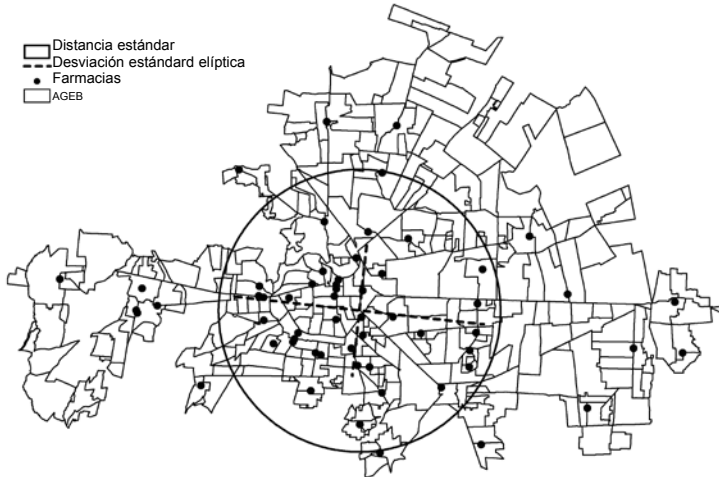 Distancia estándar
Desviación estándard elíptica
Farmacias
AGEB